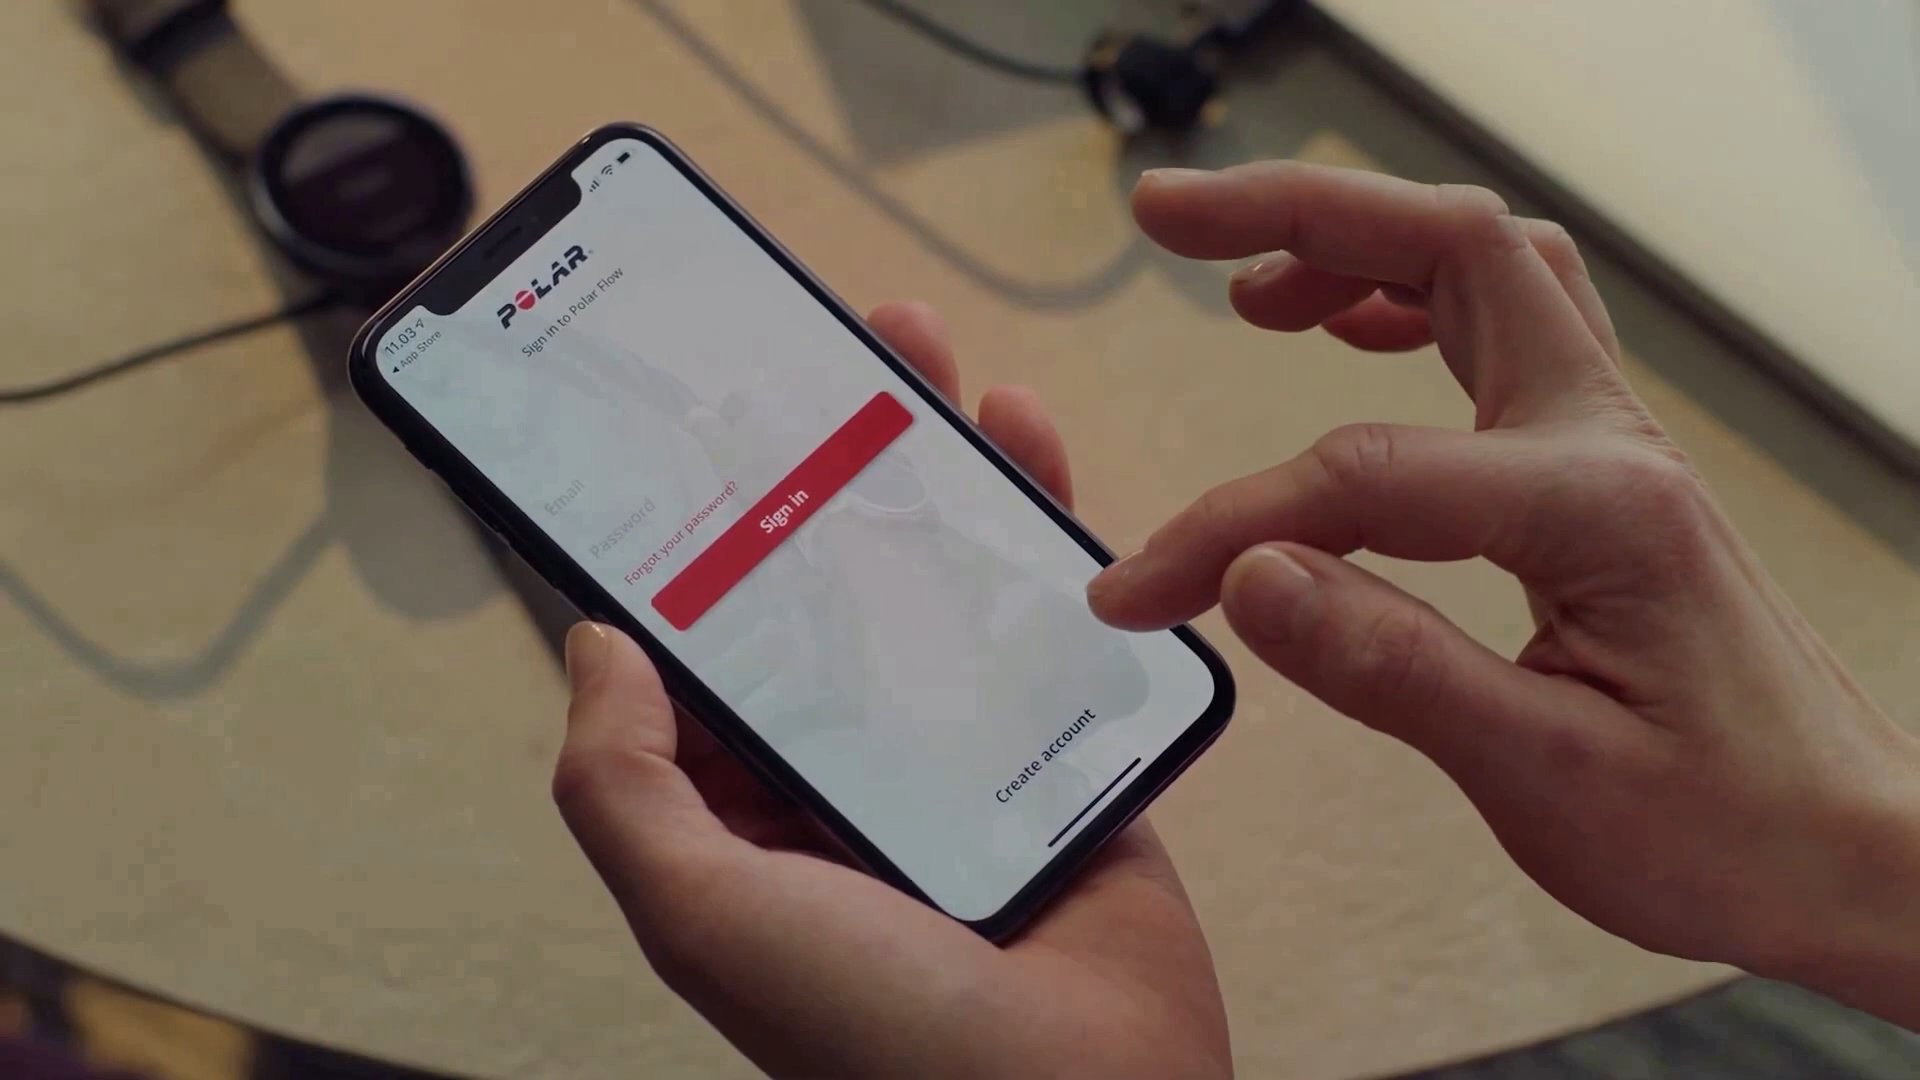 11.03
◀ App Store
POLAR
Sign in to Polar Flow
Email
Password
Forgot your password?
Sign in
Create account